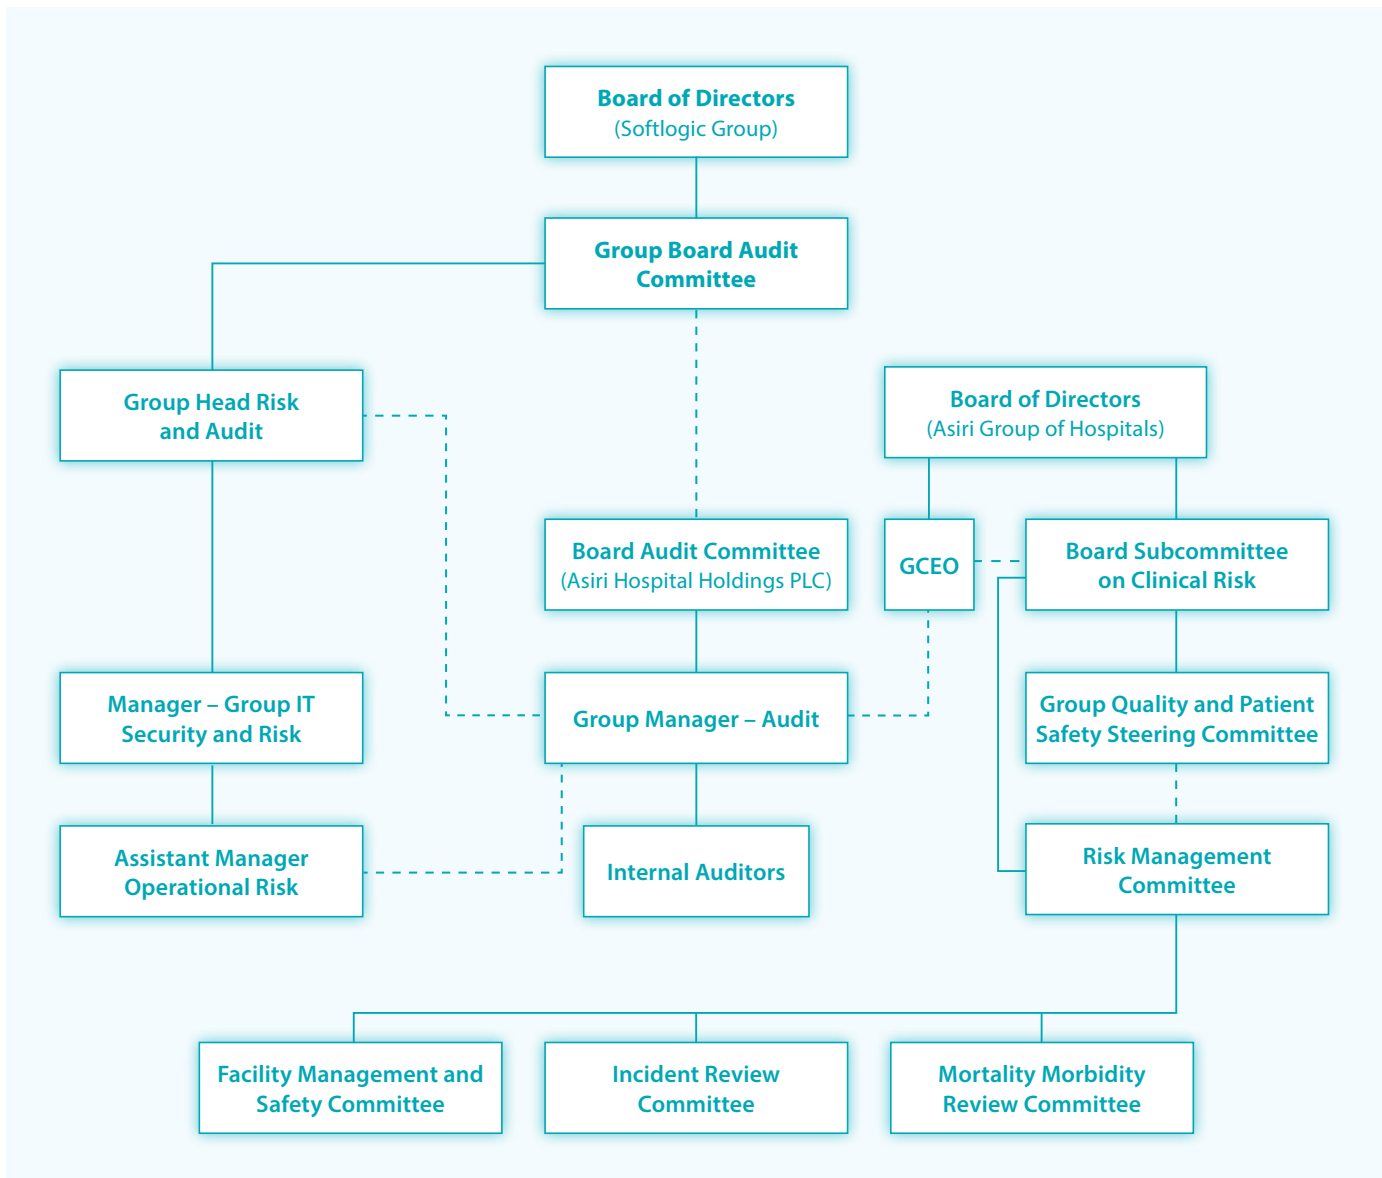 Board of Directors
(Softlogic Group)
Group Board Audit
Committee
Group Head Risk
and Audit
Board of Directors
(Asiri Group of Hospitals)
Board Audit Committee
(Asiri Hospital Holdings PLC)
GCEO
Board Subcommittee
on Clinical Risk
Manager – Group IT
Security and Risk
Group Manager – Audit
Group Quality and Patient
Safety Steering Committee
Assistant Manager
Operational Risk
Internal Auditors
Risk Management
Committee
Facility Management and
Safety Committee
Incident Review
Committee
Mortality Morbidity
Review Committee